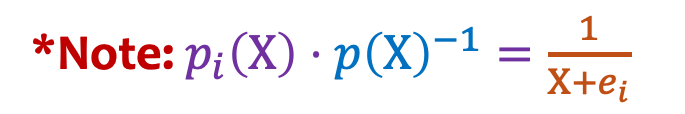 *Note: pᵢ(X) · p(X)⁻¹ = 1/(X+eᵢ)